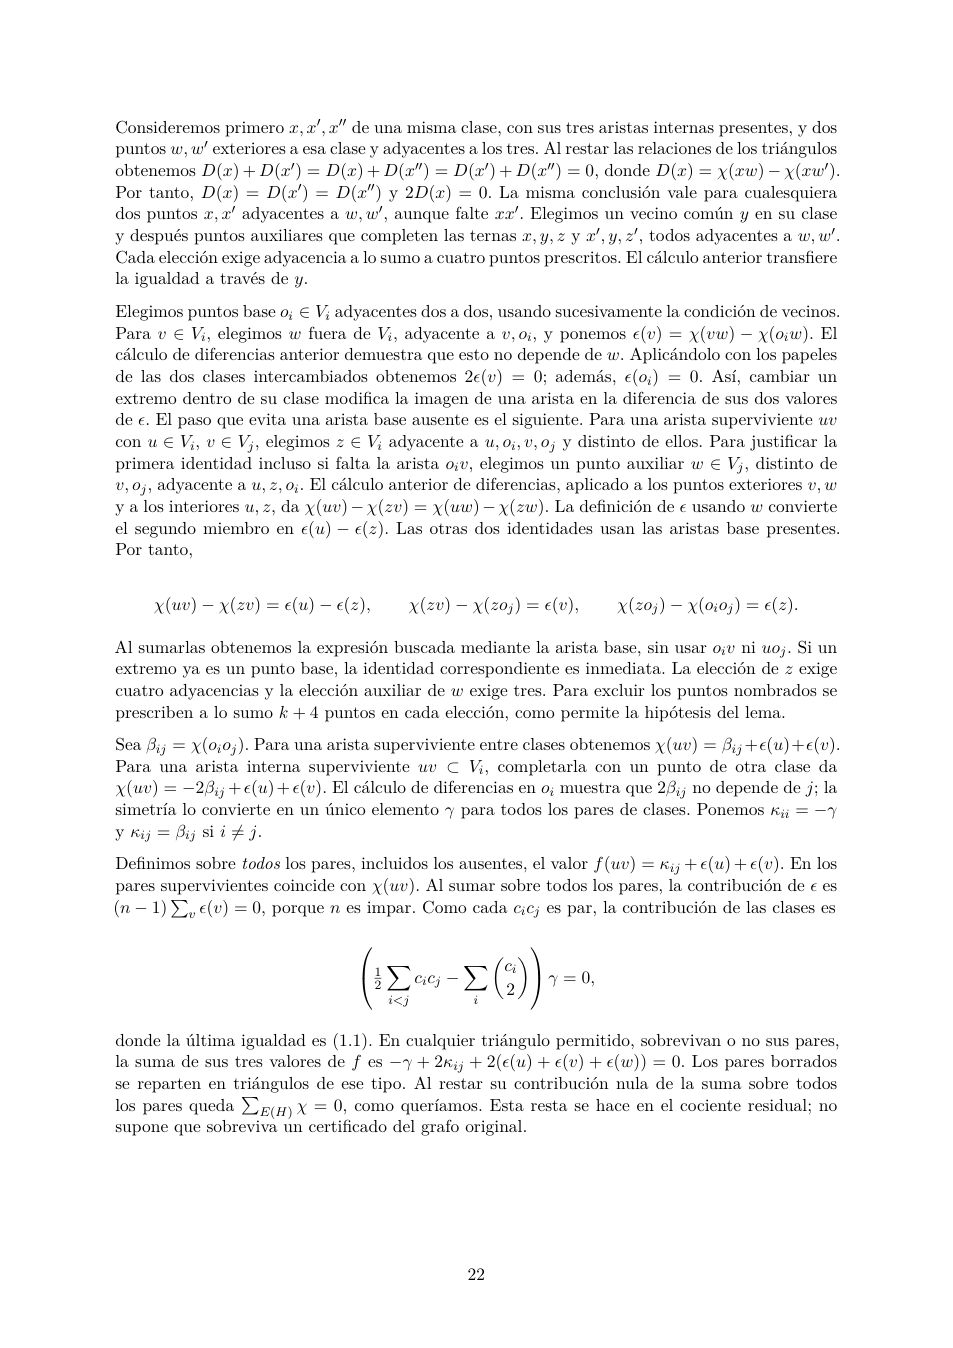 Consideremos primero x, x′, x″ de una misma clase, con sus tres aristas internas presentes, y dos
puntos w, w′ exteriores a esa clase y adyacentes a los tres. Al restar las relaciones de los triángulos
obtenemos D(x) + D(x′) = D(x) + D(x″) = D(x′) + D(x″) = 0, donde D(x) = χ(xw) − χ(xw′).
Por tanto, D(x) = D(x′) = D(x″) y 2D(x) = 0. La misma conclusión vale para cualesquiera
dos puntos x, x′ adyacentes a w, w′, aunque falte xx′. Elegimos un vecino común y en su clase
y después puntos auxiliares que completen las ternas x, y, z y x′, y, z′, todos adyacentes a w, w′.
Cada elección exige adyacencia a lo sumo a cuatro puntos prescritos. El cálculo anterior transfiere
la igualdad a través de y.
Elegimos puntos base o_i ∈ V_i adyacentes dos a dos, usando sucesivamente la condición de vecinos.
Para v ∈ V_i, elegimos w fuera de V_i, adyacente a v, o_i, y ponemos ϵ(v) = χ(vw) − χ(o_iw). El
cálculo de diferencias anterior demuestra que esto no depende de w. Aplicándolo con los papeles
de las dos clases intercambiados obtenemos 2ϵ(v) = 0; además, ϵ(o_i) = 0. Así, cambiar un
extremo dentro de su clase modifica la imagen de una arista en la diferencia de sus dos valores
de ϵ. El paso que evita una arista base ausente es el siguiente. Para una arista superviviente uv
con u ∈ V_i, v ∈ V_j, elegimos z ∈ V_i adyacente a u, o_i, v, o_j y distinto de ellos. Para justificar la
primera identidad incluso si falta la arista o_iv, elegimos un punto auxiliar w ∈ V_j, distinto de
v, o_j, adyacente a u, z, o_i. El cálculo anterior de diferencias, aplicado a los puntos exteriores v, w
y a los interiores u, z, da χ(uv) − χ(zv) = χ(uw) − χ(zw). La definición de ϵ usando w convierte
el segundo miembro en ϵ(u) − ϵ(z). Las otras dos identidades usan las aristas base presentes.
Por tanto,
χ(uv) − χ(zv) = ϵ(u) − ϵ(z), χ(zv) − χ(zo_j) = ϵ(v), χ(zo_j) − χ(o_io_j) = ϵ(z).
Al sumarlas obtenemos la expresión buscada mediante la arista base, sin usar o_iv ni uo_j. Si un
extremo ya es un punto base, la identidad correspondiente es inmediata. La elección de z exige
cuatro adyacencias y la elección auxiliar de w exige tres. Para excluir los puntos nombrados se
prescriben a lo sumo k + 4 puntos en cada elección, como permite la hipótesis del lema.
Sea β_ij = χ(o_io_j). Para una arista superviviente entre clases obtenemos χ(uv) = β_ij + ϵ(u) + ϵ(v).
Para una arista interna superviviente uv ⊂ V_i, completarla con un punto de otra clase da
χ(uv) = −2β_ij + ϵ(u) + ϵ(v). El cálculo de diferencias en o_i muestra que 2β_ij no depende de j; la
simetría lo convierte en un único elemento γ para todos los pares de clases. Ponemos κ_ii = −γ
y κ_ij = β_ij si i ≠ j.
Definimos sobre todos los pares, incluidos los ausentes, el valor f(uv) = κ_ij + ϵ(u) + ϵ(v). En los
pares supervivientes coincide con χ(uv). Al sumar sobre todos los pares, la contribución de ϵ es
(n − 1) ∑_v ϵ(v) = 0, porque n es impar. Como cada c_ic_j es par, la contribución de las clases es
(½ ∑_{i<j} c_ic_j − ∑_i (c_i 2)) γ = 0,
donde la última igualdad es (1.1). En cualquier triángulo permitido, sobrevivan o no sus pares,
la suma de sus tres valores de f es −γ + 2κ_ij + 2(ϵ(u) + ϵ(v) + ϵ(w)) = 0. Los pares borrados
se reparten en triángulos de ese tipo. Al restar su contribución nula de la suma sobre todos
los pares queda ∑_{E(H)} χ = 0, como queríamos. Esta resta se hace en el cociente residual; no
supone que sobreviva un certificado del grafo original.
22